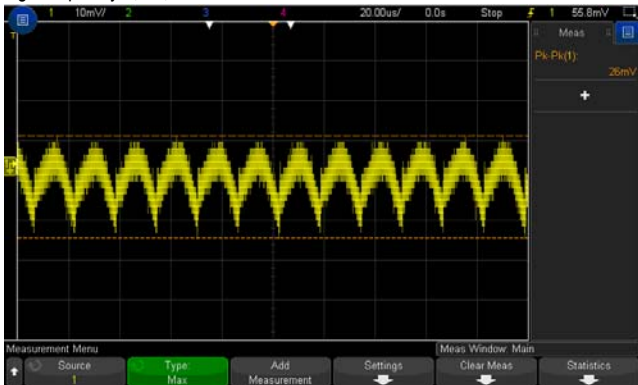 1 10mV/ 2 3 4 20.00us/ 0.0s Stop 1 55.8mV
T
Meas
Pk-Pk(1):
26mV
+
Measurement Menu
Meas Window: Main
Source
1
Type:
Max
Add
Measurement
Settings
Clear Meas
Statistics